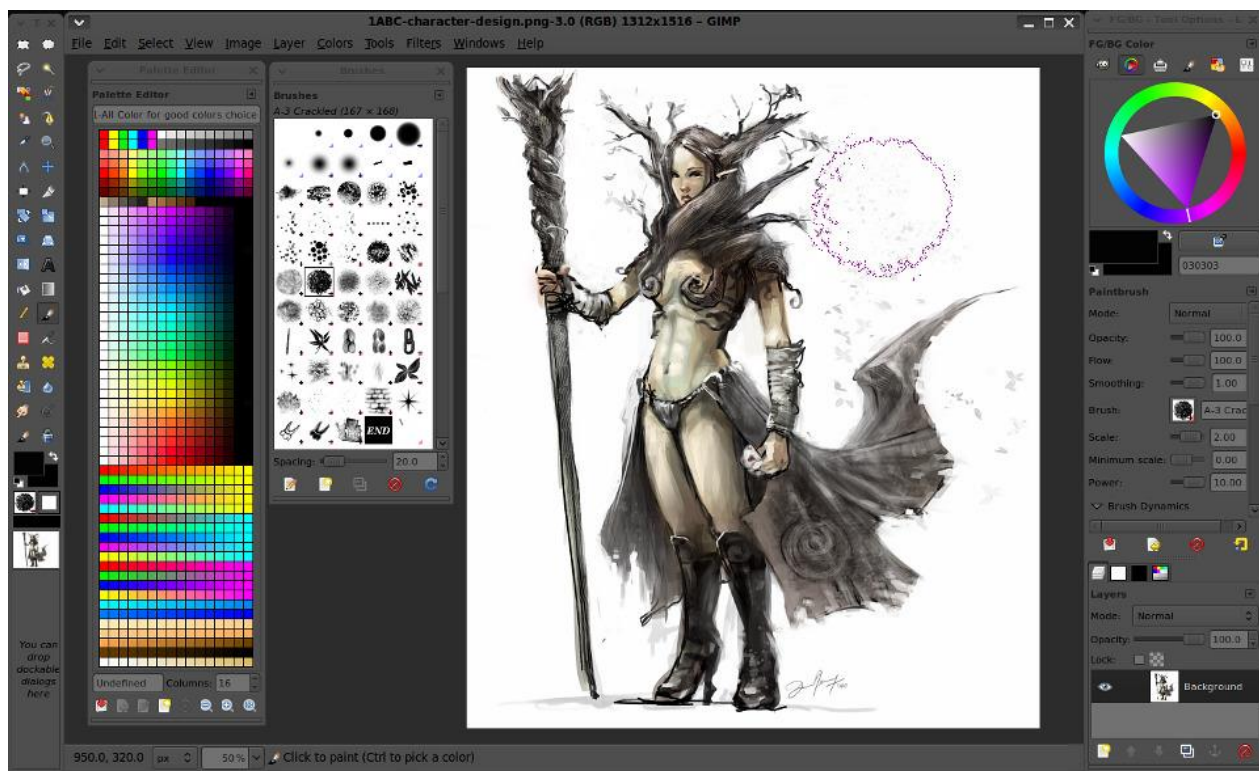 1ABC-character-design.png-3.0 (RGB) 1312x1516 – GIMP
File Edit Select View Image Layer Colors Tools Filters Windows Help
Palette Editor
Palette Editor
1-All Color for good colors choice
Undefined
Columns: 16
Brushes
Brushes
A-3 Crackled (167 × 168)
END
Spacing:
20.0
FG/BG Color
030303
Paintbrush
Mode: Normal
Opacity: 100.0
Flow: 100.0
Smoothing: 1.00
Brush: A-3 Crac
Scale: 2.00
Minimum scale: 0.00
Power: 10.00
Brush Dynamics
Layers
Mode: Normal
Opacity: 100.0
Lock:
Background
You can
drop
dockable
dialogs
here
950.0, 320.0 px 50% Click to paint (Ctrl to pick a color)